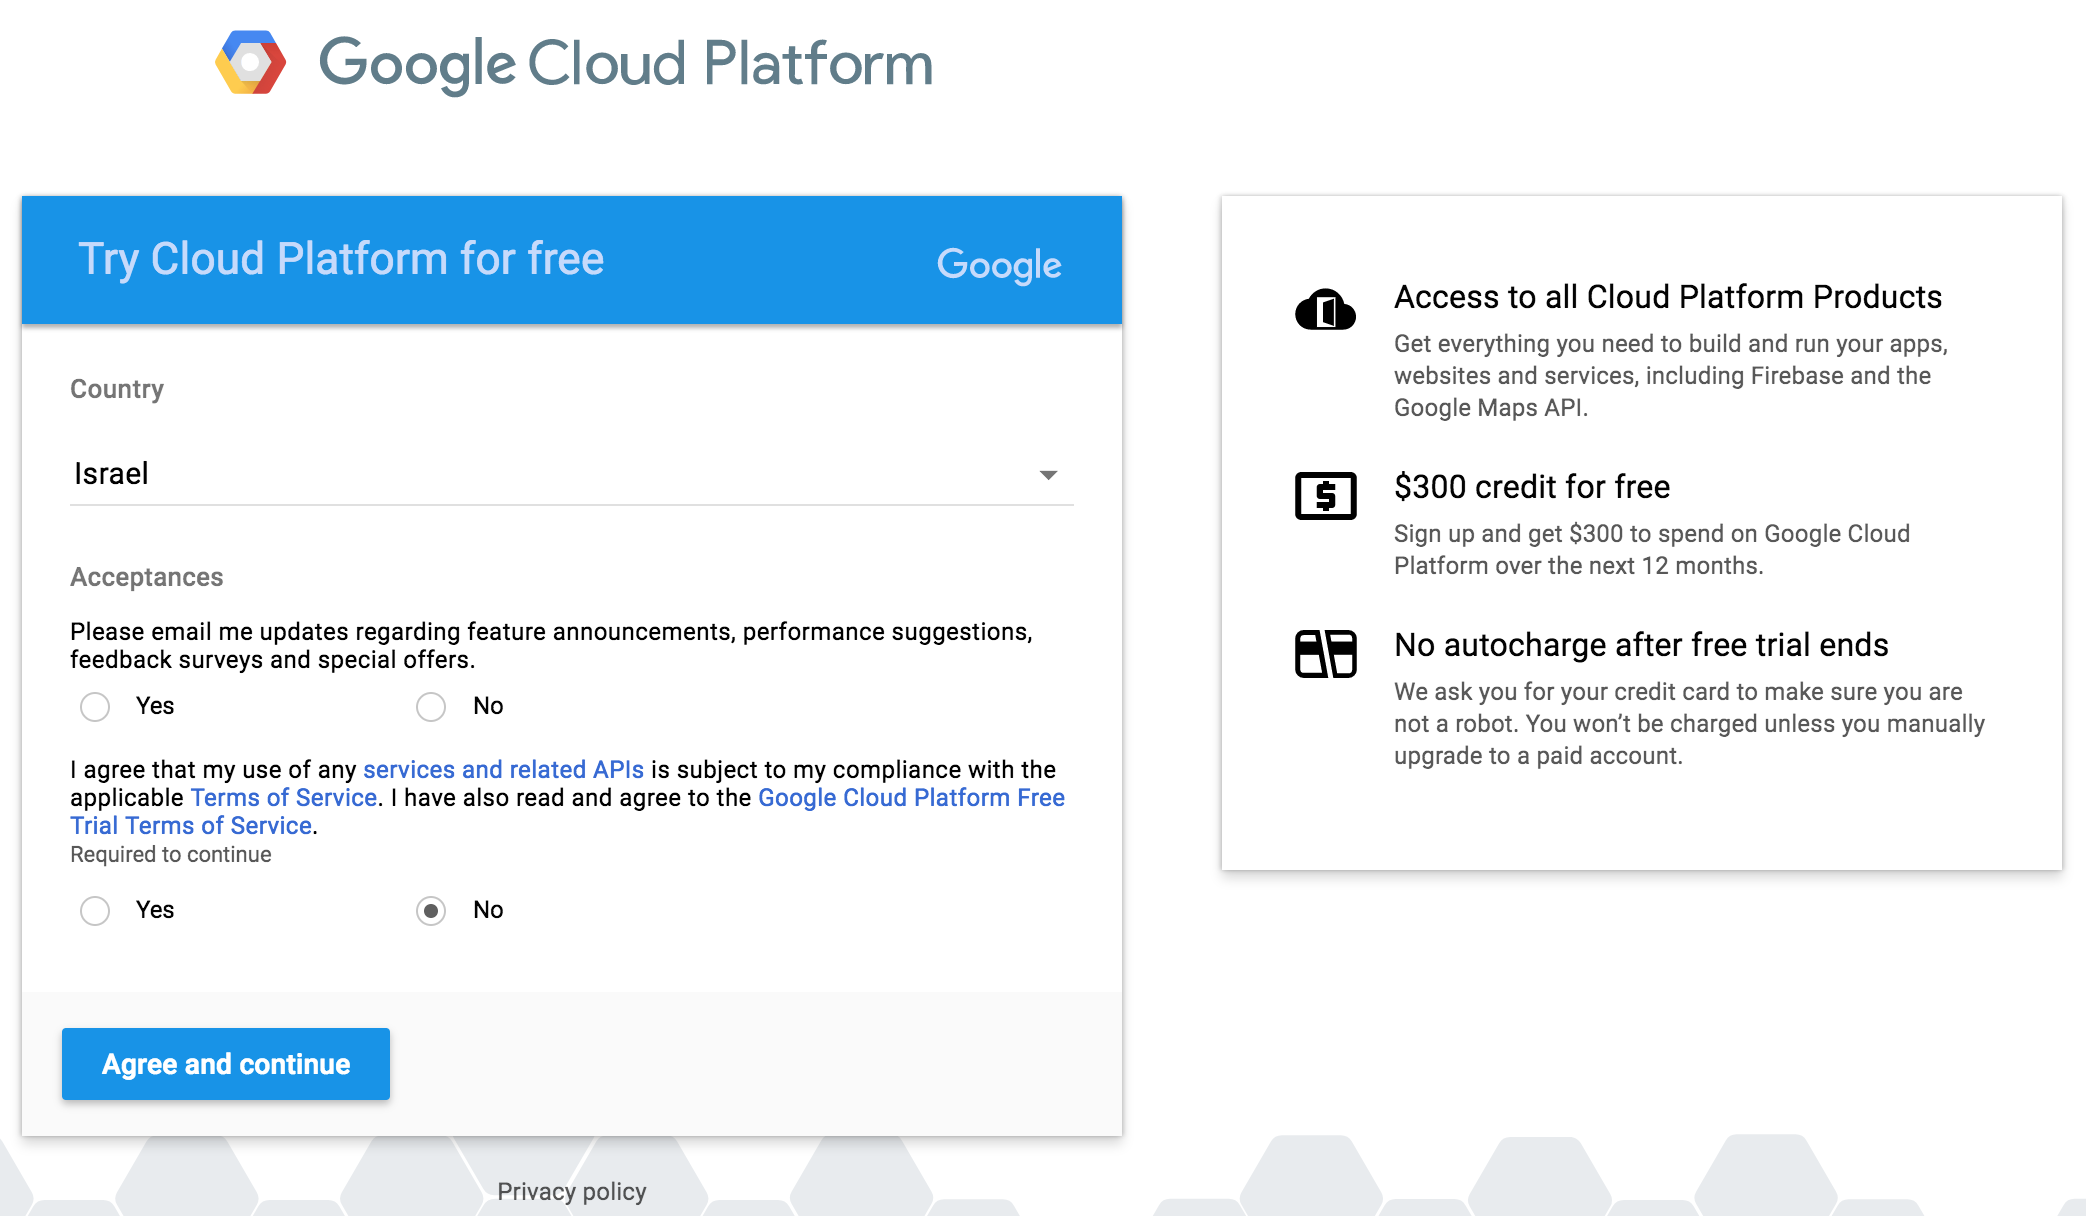 Google Cloud Platform
Try Cloud Platform for free
Google
Country
Israel
Acceptances
Please email me updates regarding feature announcements, performance suggestions,
feedback surveys and special offers.
Yes
No
I agree that my use of any services and related APIs is subject to my compliance with the
applicable Terms of Service. I have also read and agree to the Google Cloud Platform Free
Trial Terms of Service.
Required to continue
Yes
No
Agree and continue
Privacy policy
Access to all Cloud Platform Products
Get everything you need to build and run your apps,
websites and services, including Firebase and the
Google Maps API.
$
$300 credit for free
Sign up and get $300 to spend on Google Cloud
Platform over the next 12 months.
No autocharge after free trial ends
We ask you for your credit card to make sure you are
not a robot. You won’t be charged unless you manually
upgrade to a paid account.